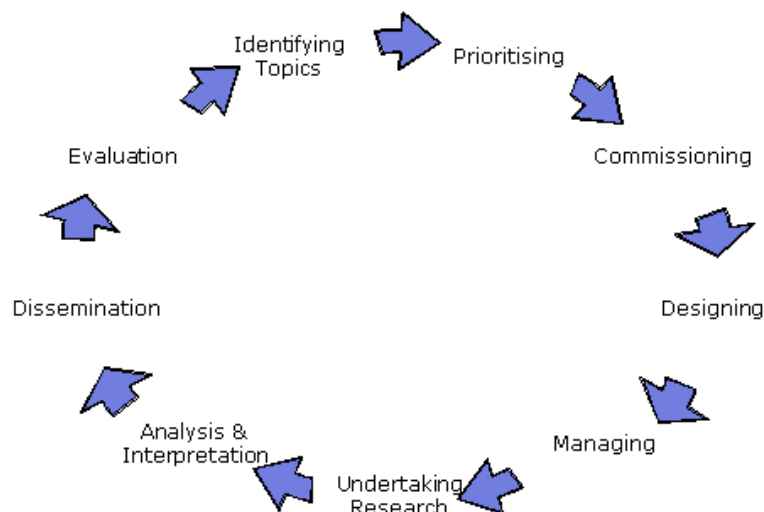 Identifying
Topics
Prioritising
Commissioning
Designing
Managing
Undertaking
Research
Analysis &
Interpretation
Dissemination
Evaluation